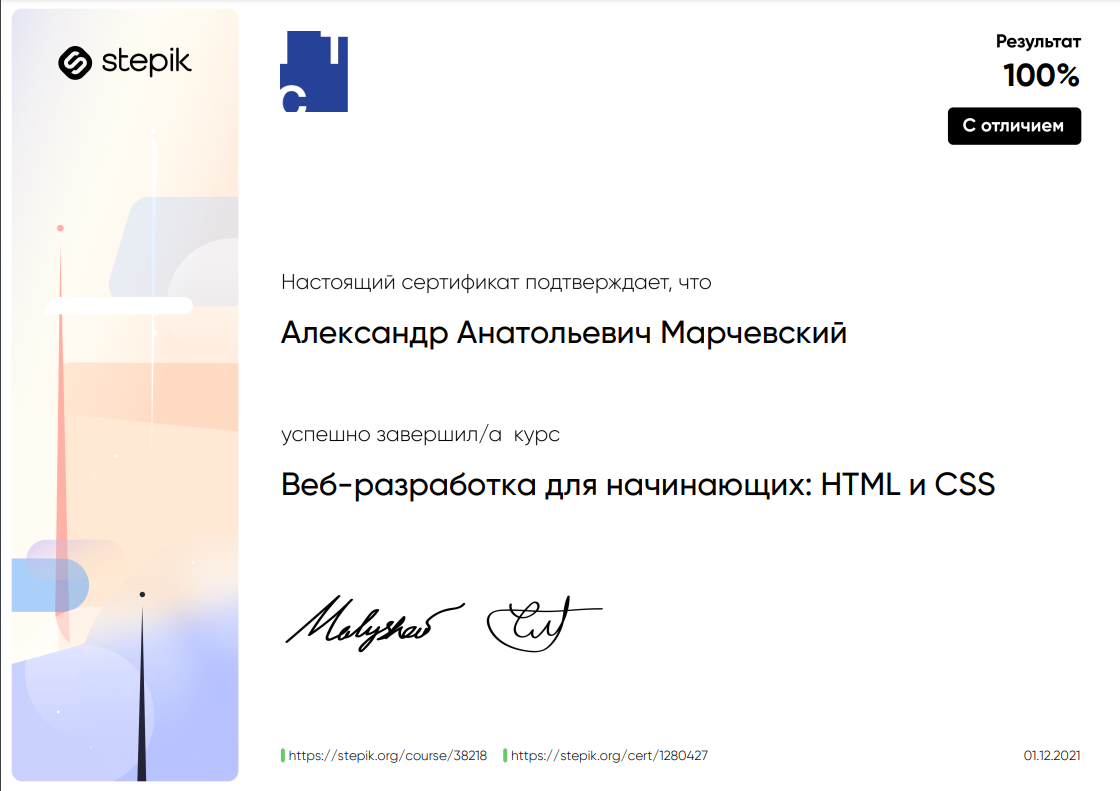 stepik
С
Результат
100%
С отличием
Настоящий сертификат подтверждает, что
Александр Анатольевич Марчевский
успешно завершил/а курс
Веб-разработка для начинающих: HTML и CSS
https://stepik.org/course/38218 https://stepik.org/cert/1280427
01.12.2021